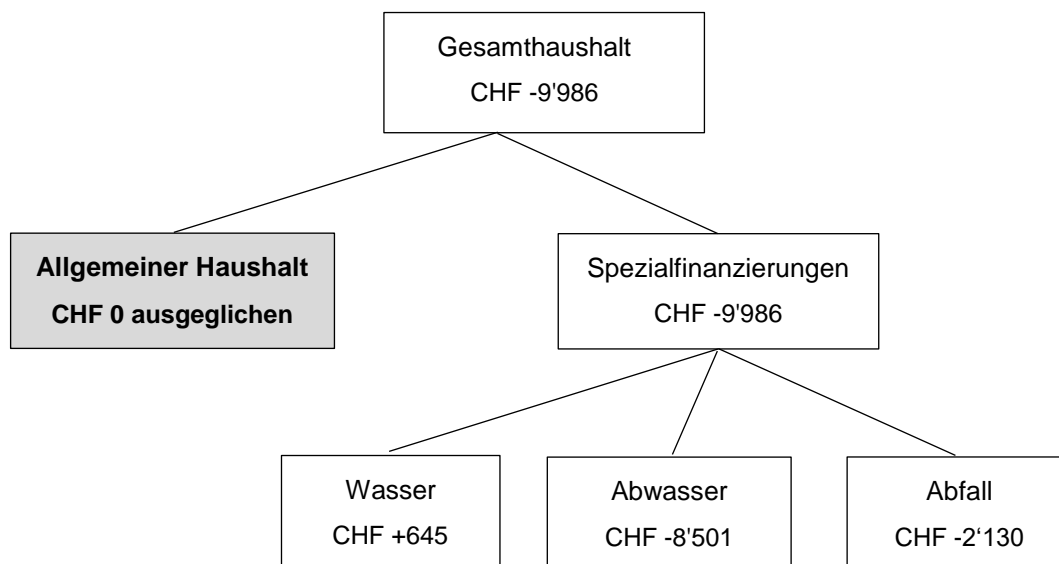 Gesamthaushalt
CHF -9'986
Allgemeiner Haushalt
CHF 0 ausgeglichen
Spezialfinanzierungen
CHF -9'986
Wasser
CHF +645
Abwasser
CHF -8'501
Abfall
CHF -2‘130